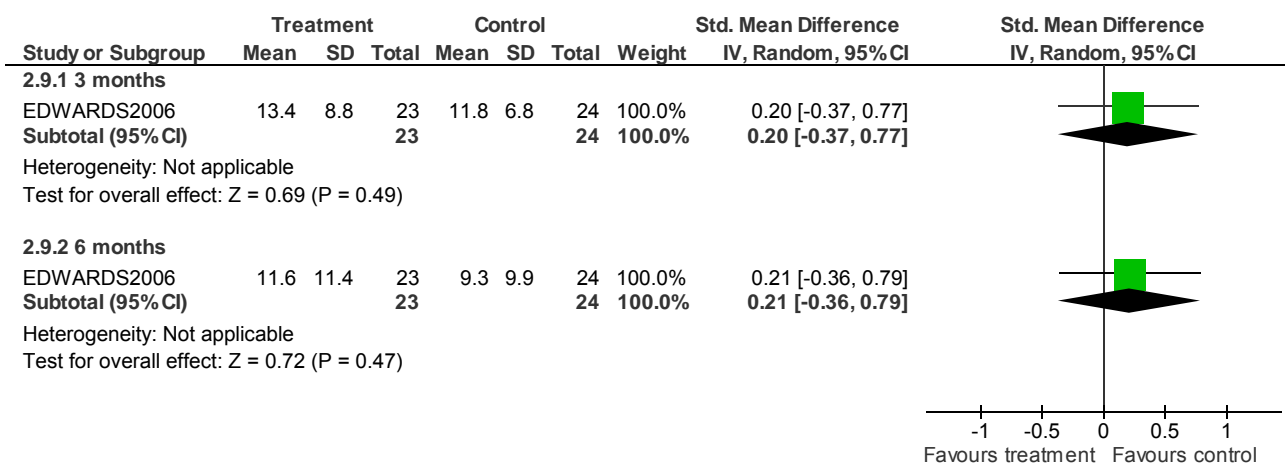 Treatment Control Std. Mean Difference Std. Mean Difference
Study or Subgroup Mean SD Total Mean SD Total Weight IV, Random, 95% CI IV, Random, 95% CI
2.9.1 3 months
EDWARDS2006 13.4 8.8 23 11.8 6.8 24 100.0% 0.20 [-0.37, 0.77]
Subtotal (95% CI) 23 24 100.0% 0.20 [-0.37, 0.77]
Heterogeneity: Not applicable
Test for overall effect: Z = 0.69 (P = 0.49)
2.9.2 6 months
EDWARDS2006 11.6 11.4 23 9.3 9.9 24 100.0% 0.21 [-0.36, 0.79]
Subtotal (95% CI) 23 24 100.0% 0.21 [-0.36, 0.79]
Heterogeneity: Not applicable
Test for overall effect: Z = 0.72 (P = 0.47)
-1 -0.5 0 0.5 1
Favours treatment Favours control